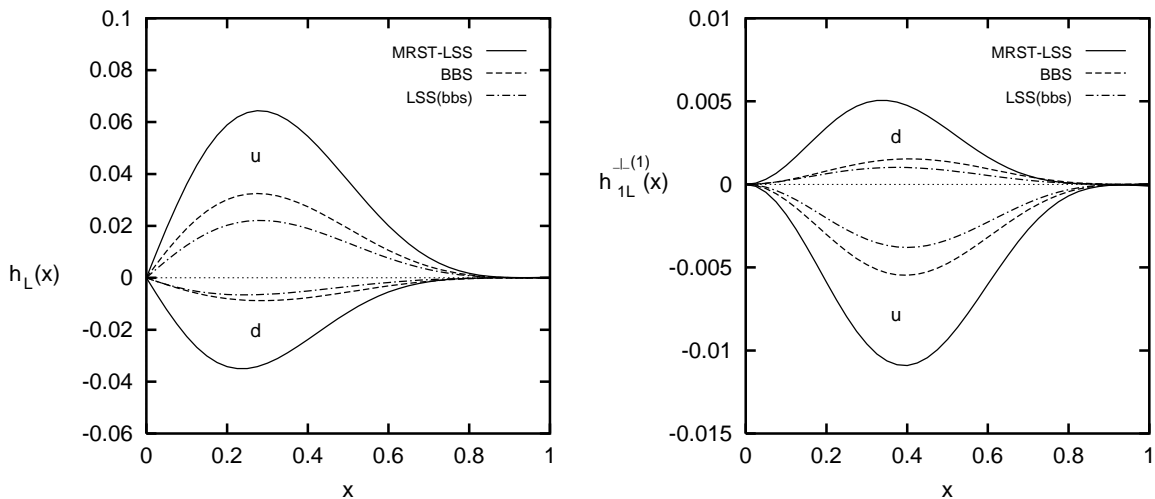 0.1
0.08
0.06
0.04
0.02
0
-0.02
-0.04
-0.06
h_L(x)
MRST-LSS
BBS
LSS(bbs)
u
d
0 0.2 0.4 0.6 0.8 1
x
0.01
0.005
0
-0.005
-0.01
-0.015
h_{1L}^{⊥(1)}(x)
MRST-LSS
BBS
LSS(bbs)
d
u
0 0.2 0.4 0.6 0.8 1
x